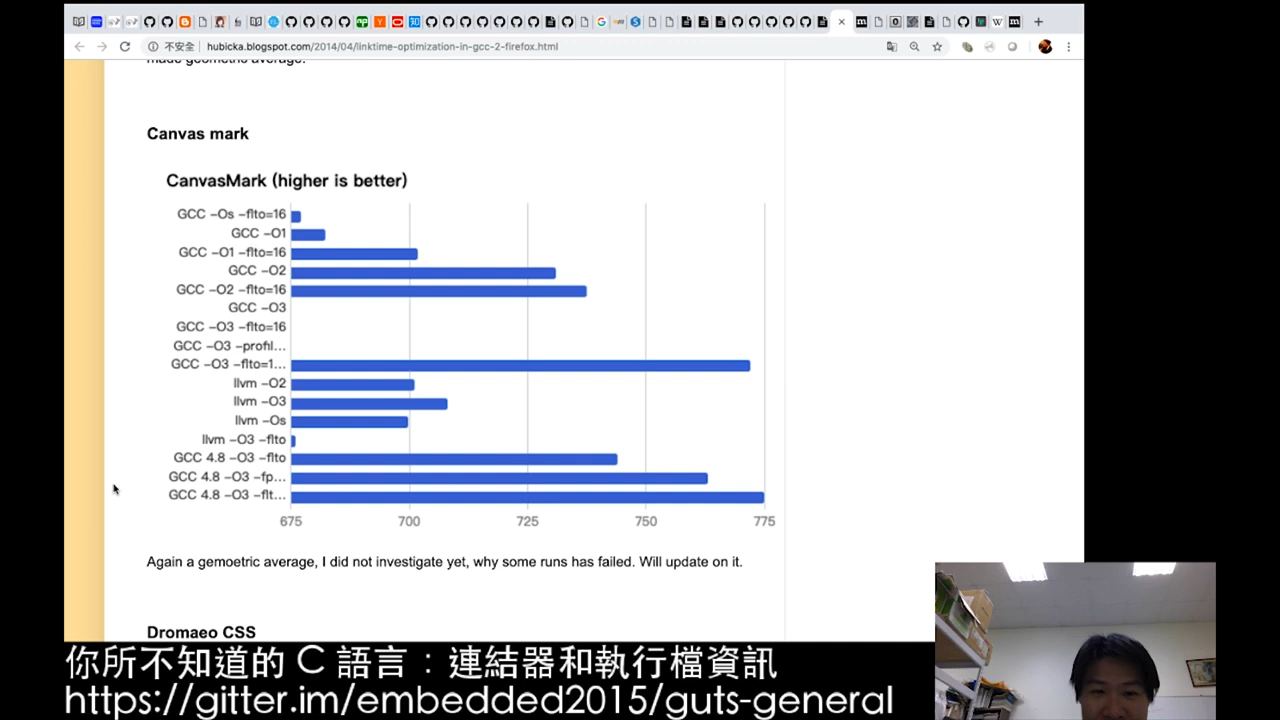 不安全 hubicka.blogspot.com/2014/04/linktime-optimization-in-gcc-2-firefox.html
made geometric average.
Canvas mark
CanvasMark (higher is better)
GCC -Os -flto=16
GCC -O1
GCC -O1 -flto=16
GCC -O2
GCC -O2 -flto=16
GCC -O3
GCC -O3 -flto=16
GCC -O3 -profil...
GCC -O3 -flto=1...
llvm -O2
llvm -O3
llvm -Os
llvm -O3 -flto
GCC 4.8 -O3 -flto
GCC 4.8 -O3 -fp...
GCC 4.8 -O3 -flt...
675 700 725 750 775
Again a gemoetric average, I did not investigate yet, why some runs has failed. Will update on it.
Dromaeo CSS
你所不知道的 C 語言：連結器和執行檔資訊
https://gitter.im/embedded2015/guts-general